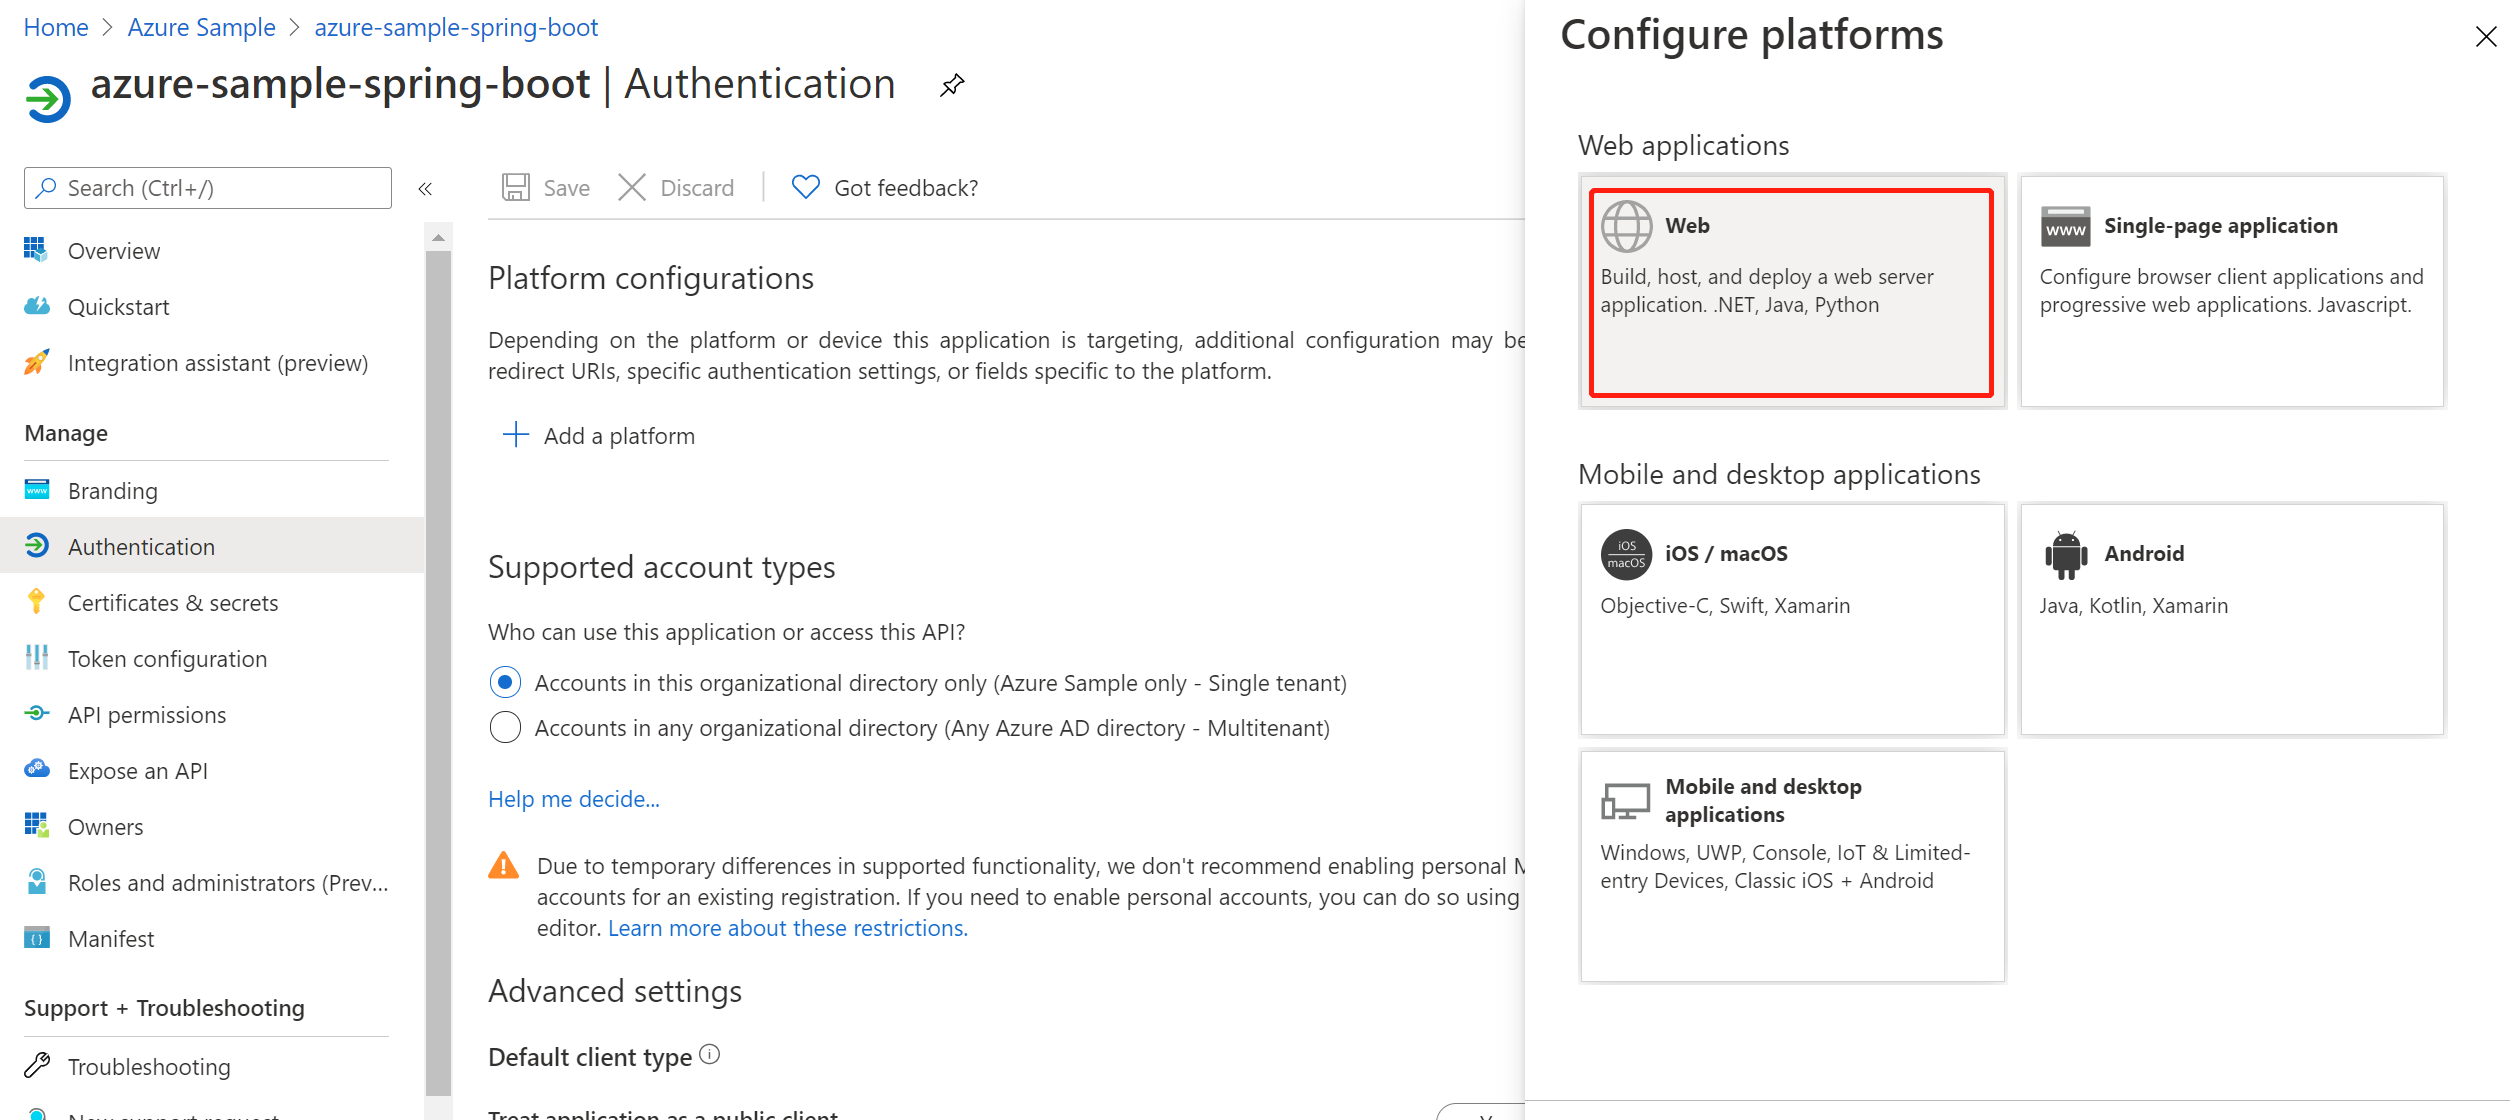 Home > Azure Sample > azure-sample-spring-boot
azure-sample-spring-boot | Authentication
Search (Ctrl+/)
«
Overview
Quickstart
Integration assistant (preview)
Manage
Branding
Authentication
Certificates & secrets
Token configuration
API permissions
Expose an API
Owners
Roles and administrators (Prev...
Manifest
Support + Troubleshooting
Troubleshooting
New support request
Save
Discard
Got feedback?
Platform configurations
Depending on the platform or device this application is targeting, additional configuration may be
redirect URIs, specific authentication settings, or fields specific to the platform.
Add a platform
Supported account types
Who can use this application or access this API?
Accounts in this organizational directory only (Azure Sample only - Single tenant)
Accounts in any organizational directory (Any Azure AD directory - Multitenant)
Help me decide...
Due to temporary differences in supported functionality, we don't recommend enabling personal
accounts for an existing registration. If you need to enable personal accounts, you can do so using
editor. Learn more about these restrictions.
Advanced settings
Default client type
Treat application as a public client
Configure platforms
Web applications
Web
Build, host, and deploy a web server
application. .NET, Java, Python
www
Single-page application
Configure browser client applications and
progressive web applications. Javascript.
Mobile and desktop applications
iOS
macOS
iOS / macOS
Objective-C, Swift, Xamarin
Android
Java, Kotlin, Xamarin
Mobile and desktop
applications
Windows, UWP, Console, IoT & Limited-
entry Devices, Classic iOS + Android